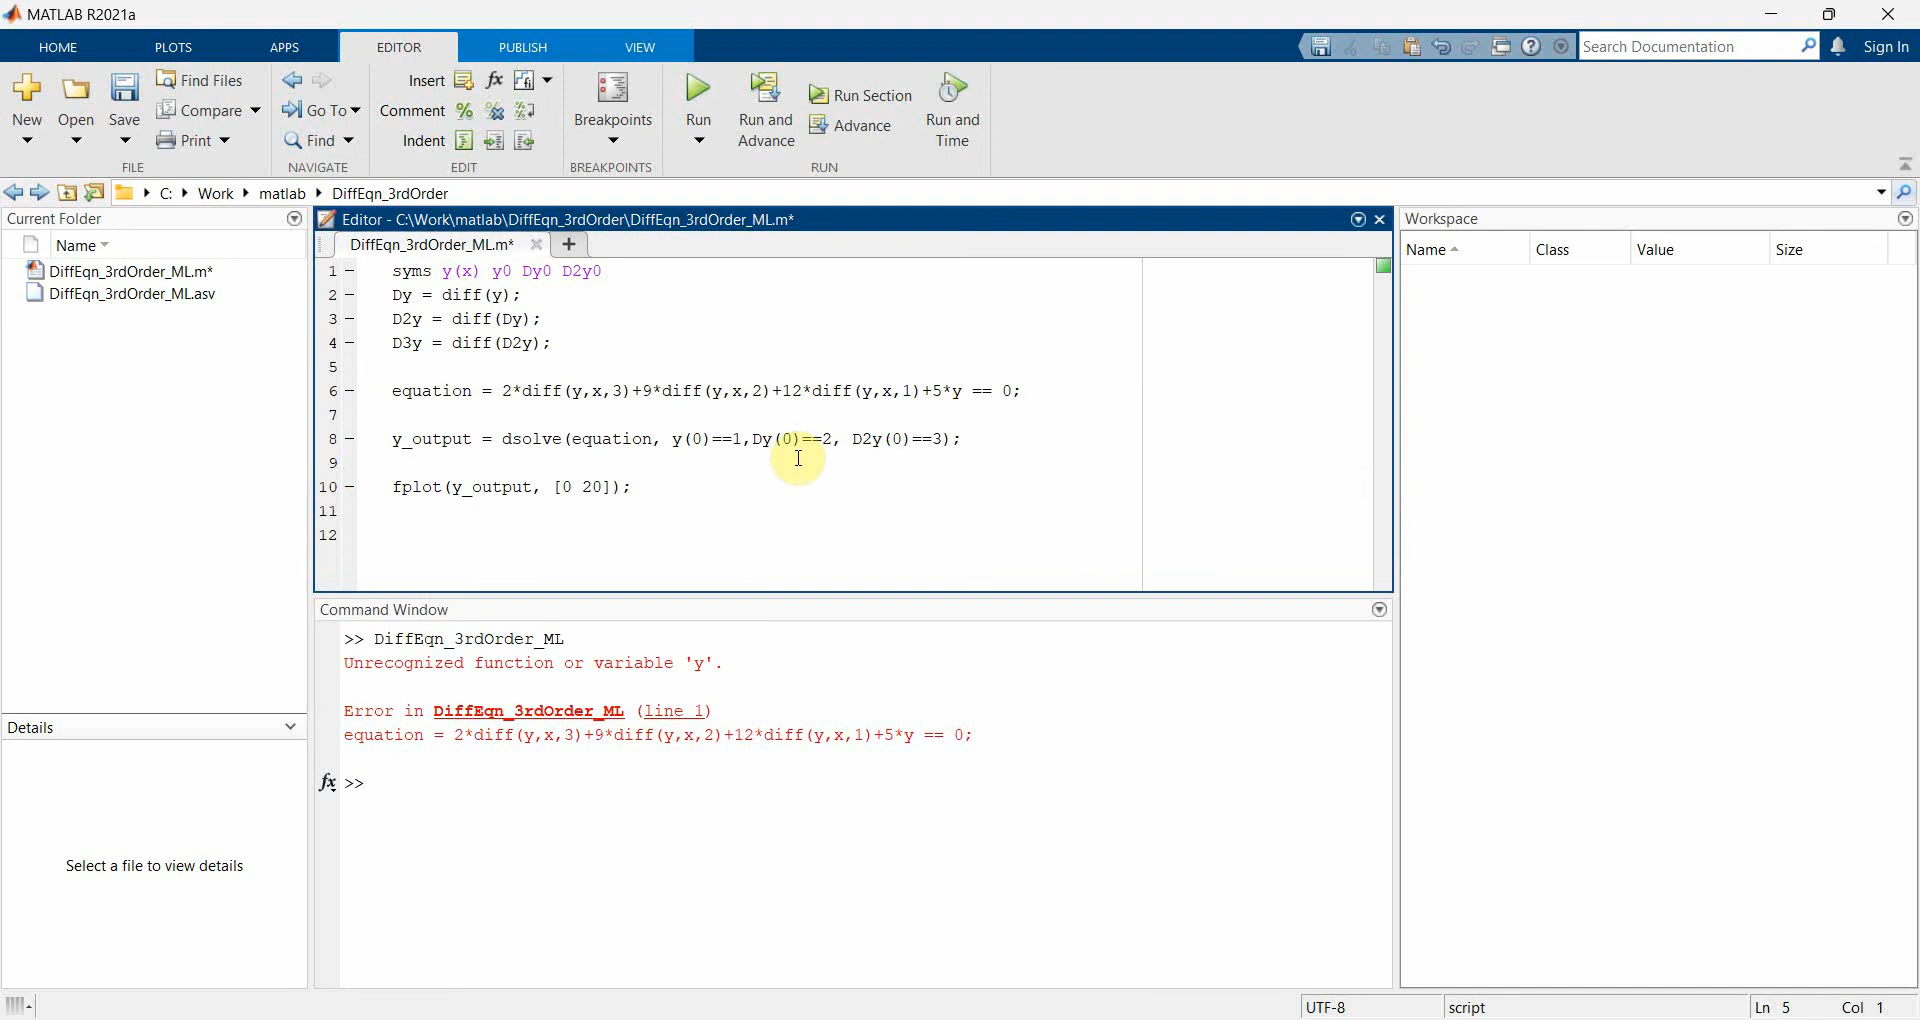 MATLAB R2021a
HOME PLOTS APPS EDITOR PUBLISH VIEW Search Documentation Sign In
New Open Save Find Files Compare Print
FILE
Go To Find
NAVIGATE
Insert fx
Comment
Indent
EDIT
Breakpoints
BREAKPOINTS
Run Run and Advance Run Section Advance Run and Time
RUN
C: Work matlab DiffEqn_3rdOrder
Current Folder
Name
DiffEqn_3rdOrder_ML.m*
DiffEqn_3rdOrder_ML.asv
Details
Select a file to view details
Editor - C:\Work\matlab\DiffEqn_3rdOrder\DiffEqn_3rdOrder_ML.m*
DiffEqn_3rdOrder_ML.m*
1 – syms y(x) y0 Dy0 D2y0
2 – Dy = diff(y);
3 – D2y = diff(Dy);
4 – D3y = diff(D2y);
5
6 – equation = 2*diff(y,x,3)+9*diff(y,x,2)+12*diff(y,x,1)+5*y == 0;
7
8 – y_output = dsolve(equation, y(0)==1,Dy(0)==2, D2y(0)==3);
9
10 – fplot(y_output, [0 20]);
11
12
Command Window
>> DiffEqn_3rdOrder_ML
Unrecognized function or variable 'y'.
Error in DiffEqn_3rdOrder_ML (line 1)
equation = 2*diff(y,x,3)+9*diff(y,x,2)+12*diff(y,x,1)+5*y == 0;
fx >>
Workspace
Name Class Value Size
UTF-8 script Ln 5 Col 1